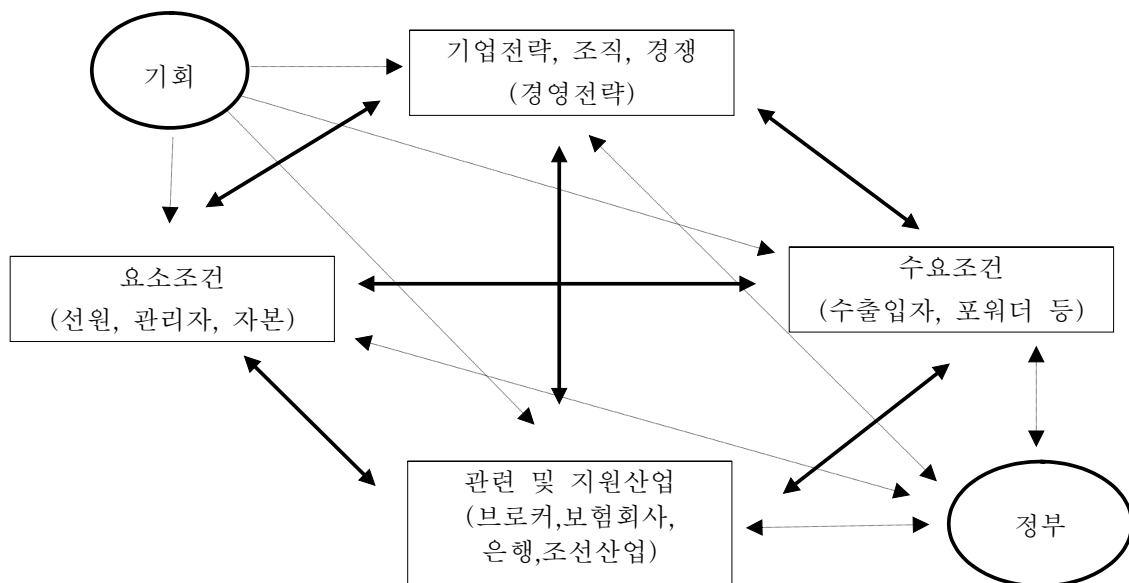 기회
기업전략, 조직, 경쟁
(경영전략)
요소조건
(선원, 관리자, 자본)
수요조건
(수출입자, 포워더 등)
관련 및 지원산업
(브로커,보험회사,
은행,조선산업)
정부